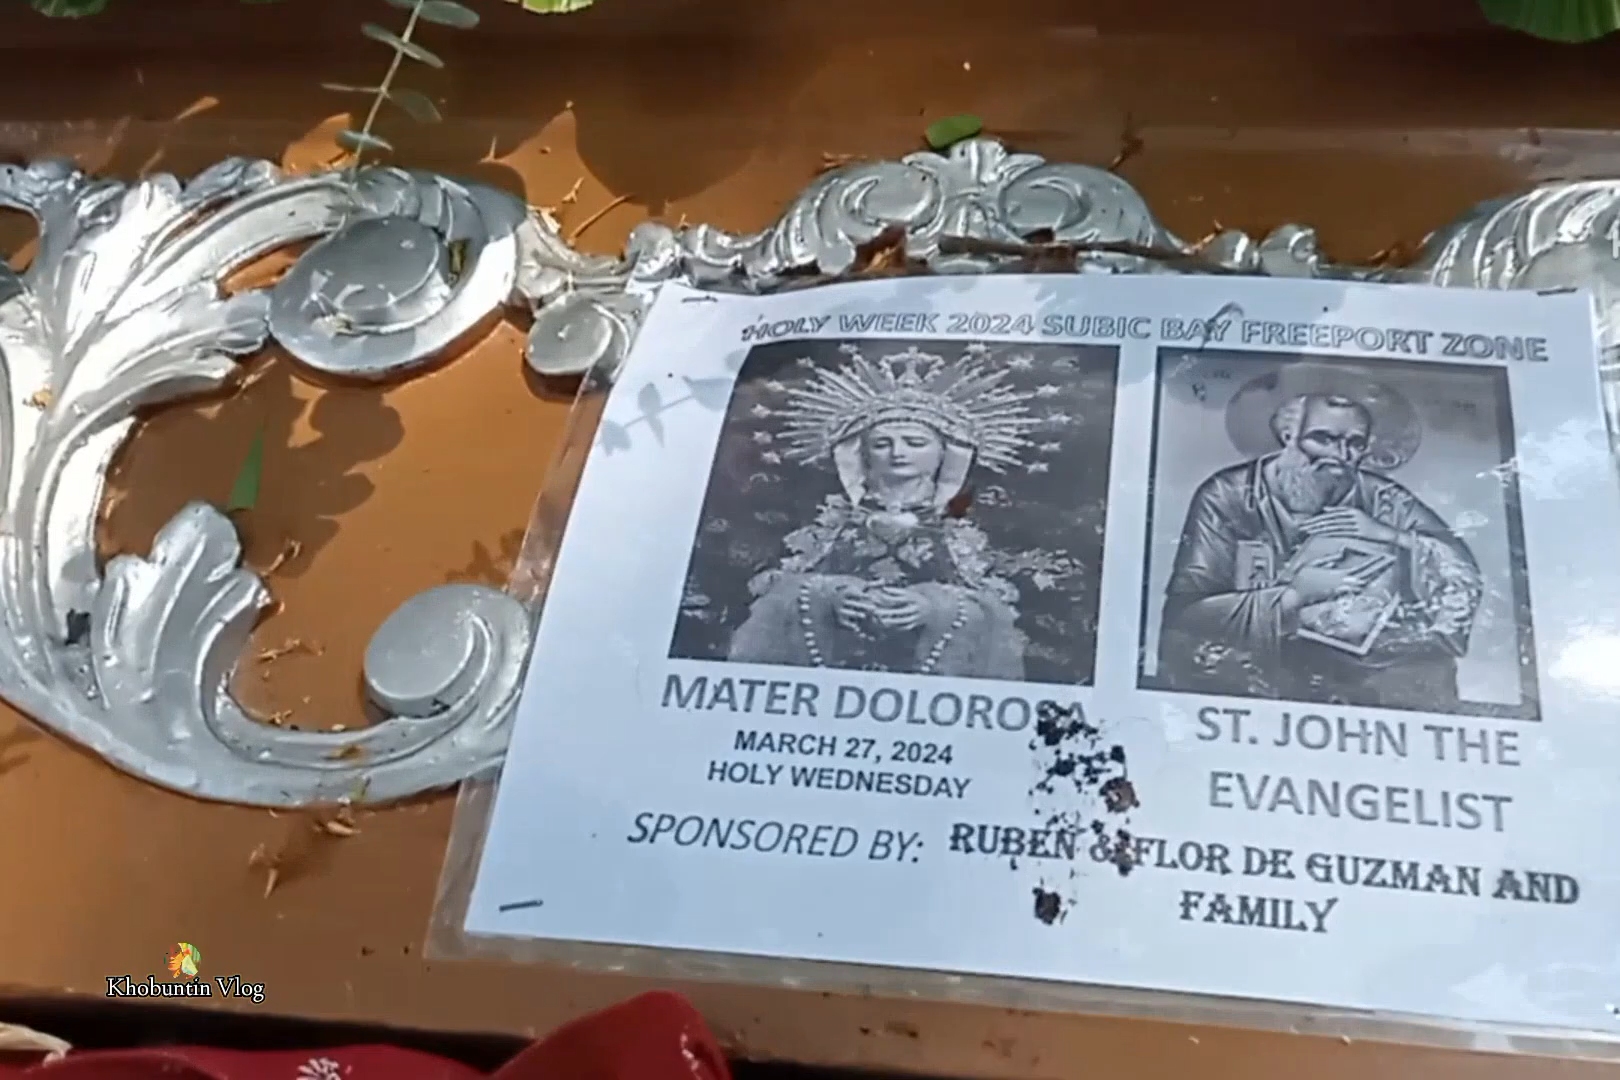 HOLY WEEK 2024 SUBIC BAY FREEPORT ZONE
MATER DOLOROSA
MARCH 27, 2024
HOLY WEDNESDAY
ST. JOHN THE
EVANGELIST
SPONSORED BY: RUBEN & FLOR DE GUZMAN AND
FAMILY
Khobuntin Vlog